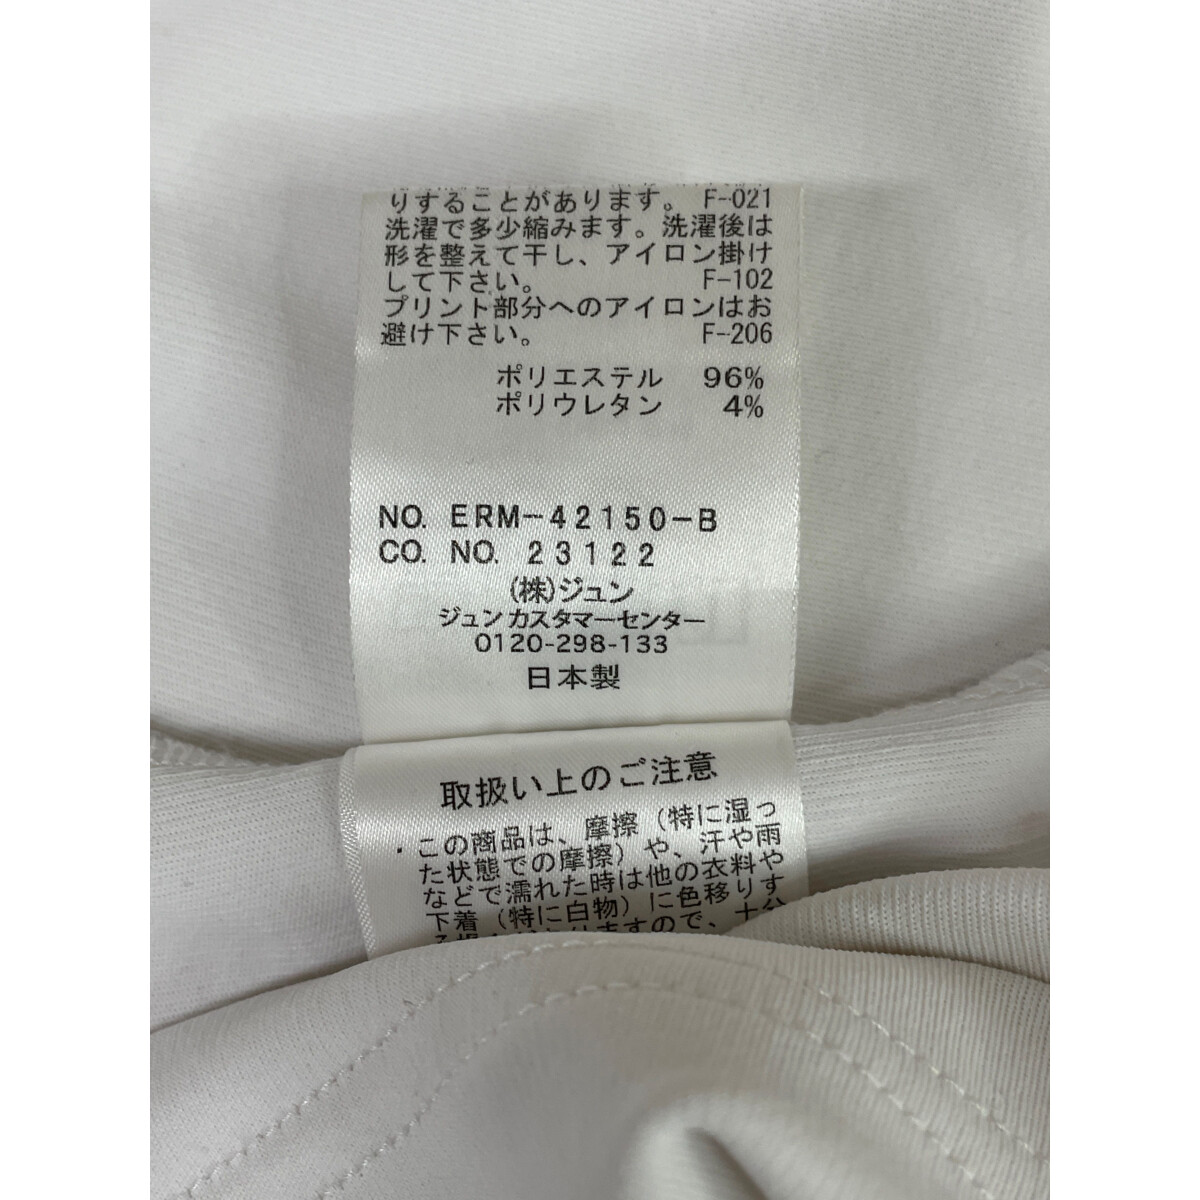 りすることがあります。 F-021
洗濯で多少縮みます。洗濯後は
形を整えて干し、アイロン掛け
して下さい。 F-102
プリント部分へのアイロンはお
避け下さい。 F-206
ポリエステル 96%
ポリウレタン 4%
NO. ERM-42150-B
CO. NO. 23122
(株)ジュン
ジュンカスタマーセンター
0120-298-133
日本製
取扱い上のご注意
・この商品は、摩擦（特に湿っ
た状態での摩擦）や、汗や雨
などで濡れた時は他の衣料や
下着（特に白物）に色移りす
りますので、十分